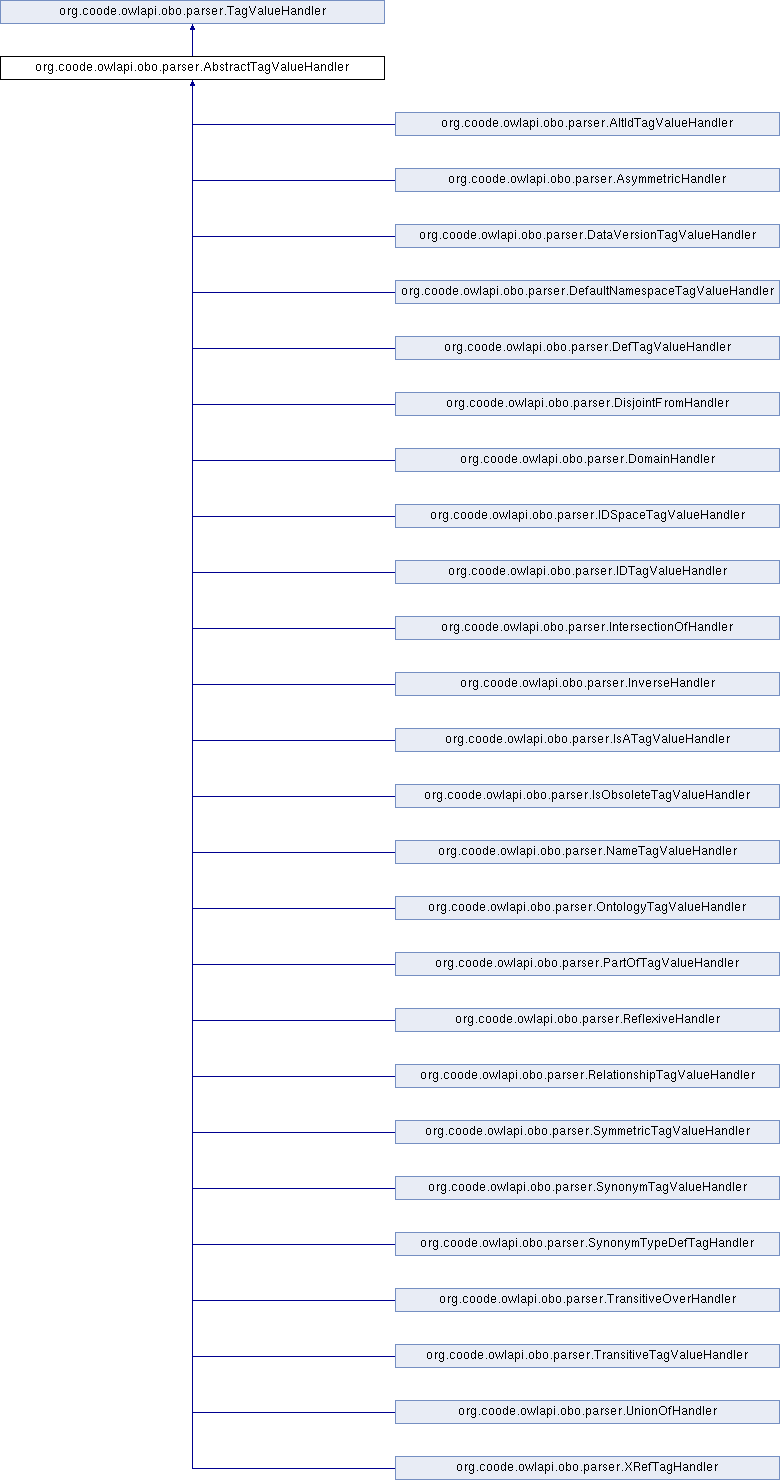 org.coode.owlapi.obo.parser.TagValueHandler
org.coode.owlapi.obo.parser.AbstractTagValueHandler
org.coode.owlapi.obo.parser.AltIdTagValueHandler
org.coode.owlapi.obo.parser.AsymmetricHandler
org.coode.owlapi.obo.parser.DataVersionTagValueHandler
org.coode.owlapi.obo.parser.DefaultNamespaceTagValueHandler
org.coode.owlapi.obo.parser.DefTagValueHandler
org.coode.owlapi.obo.parser.DisjointFromHandler
org.coode.owlapi.obo.parser.DomainHandler
org.coode.owlapi.obo.parser.IDSpaceTagValueHandler
org.coode.owlapi.obo.parser.IDTagValueHandler
org.coode.owlapi.obo.parser.IntersectionOfHandler
org.coode.owlapi.obo.parser.InverseHandler
org.coode.owlapi.obo.parser.IsATagValueHandler
org.coode.owlapi.obo.parser.IsObsoleteTagValueHandler
org.coode.owlapi.obo.parser.NameTagValueHandler
org.coode.owlapi.obo.parser.OntologyTagValueHandler
org.coode.owlapi.obo.parser.PartOfTagValueHandler
org.coode.owlapi.obo.parser.ReflexiveHandler
org.coode.owlapi.obo.parser.RelationshipTagValueHandler
org.coode.owlapi.obo.parser.SymmetricTagValueHandler
org.coode.owlapi.obo.parser.SynonymTagValueHandler
org.coode.owlapi.obo.parser.SynonymTypeDefTagHandler
org.coode.owlapi.obo.parser.TransitiveOverHandler
org.coode.owlapi.obo.parser.TransitiveTagValueHandler
org.coode.owlapi.obo.parser.UnionOfHandler
org.coode.owlapi.obo.parser.XRefTagHandler